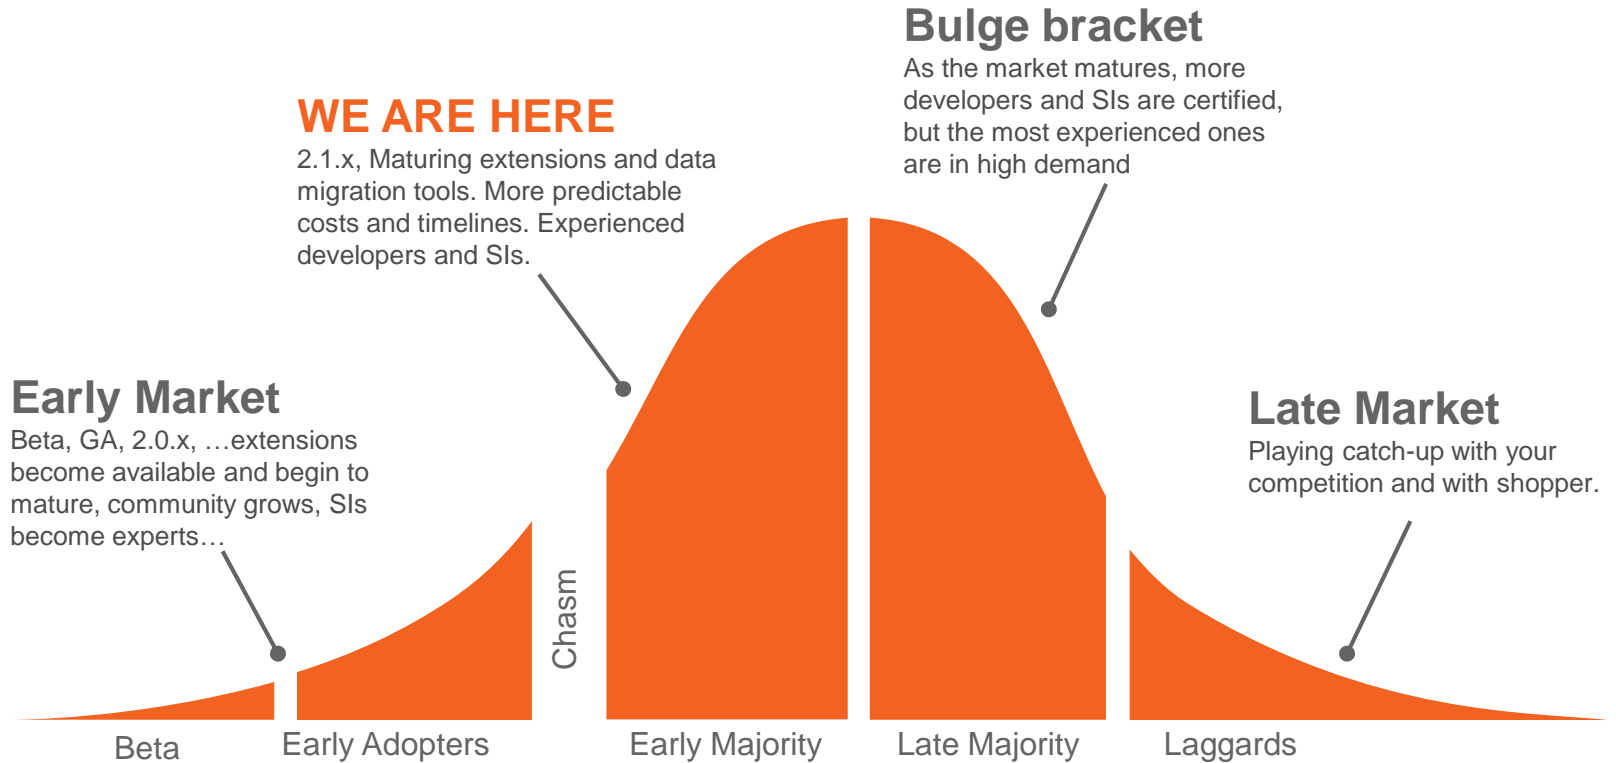 Bulge bracket
As the market matures, more
developers and SIs are certified,
but the most experienced ones
are in high demand
WE ARE HERE
2.1.x, Maturing extensions and data
migration tools. More predictable
costs and timelines. Experienced
developers and SIs.
Early Market
Beta, GA, 2.0.x, …extensions
become available and begin to
mature, community grows, SIs
become experts…
Late Market
Playing catch-up with your
competition and with shopper.
Chasm
Beta
Early Adopters
Early Majority
Late Majority
Laggards